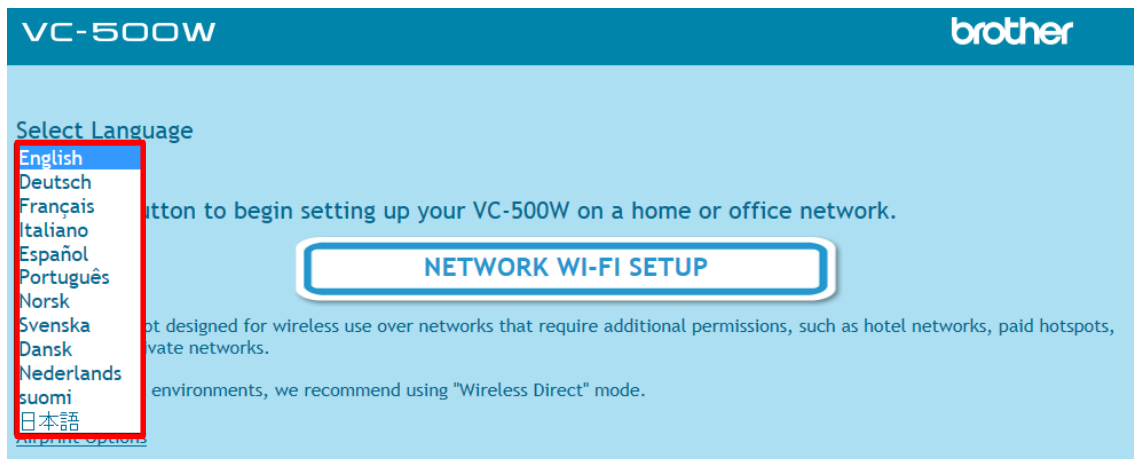 VC-500W
brother
Select Language
English
Deutsch
Français
utton to begin setting up your VC-500W on a home or office network.
Italiano
Español
NETWORK WI-FI SETUP
Português
Norsk
Svenska
ot designed for wireless use over networks that require additional permissions, such as hotel networks, paid hotspots,
Dansk
vate networks.
Nederlands
environments, we recommend using "Wireless Direct" mode.
suomi
日本語
Airprint Options